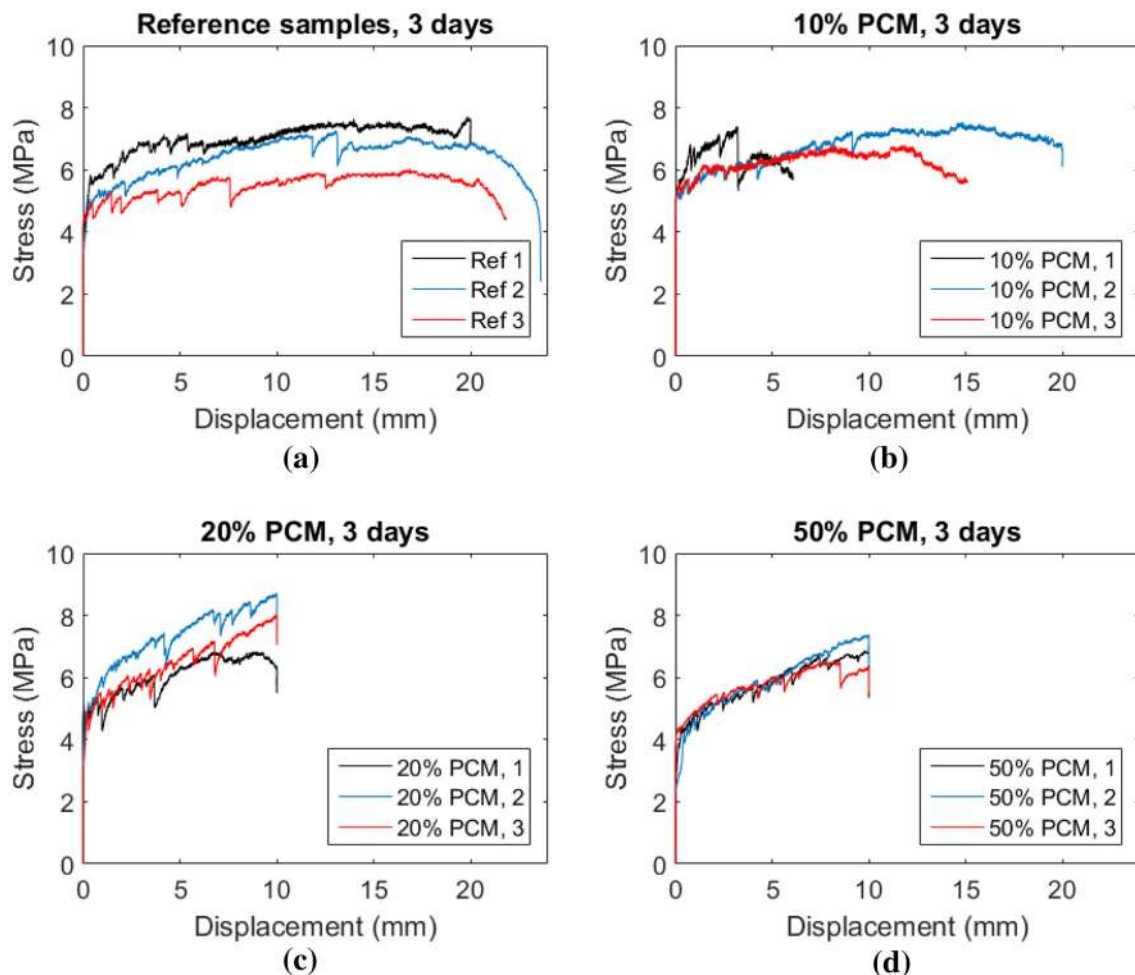 Reference samples, 3 days
10
8
6
4
2
0
Stress (MPa)
Ref 1
Ref 2
Ref 3
0 5 10 15 20
Displacement (mm)
(a)
10% PCM, 3 days
10
8
6
4
2
0
Stress (MPa)
10% PCM, 1
10% PCM, 2
10% PCM, 3
0 5 10 15 20
Displacement (mm)
(b)
20% PCM, 3 days
10
8
6
4
2
0
Stress (MPa)
20% PCM, 1
20% PCM, 2
20% PCM, 3
0 5 10 15 20
Displacement (mm)
(c)
50% PCM, 3 days
10
8
6
4
2
0
Stress (MPa)
50% PCM, 1
50% PCM, 2
50% PCM, 3
0 5 10 15 20
Displacement (mm)
(d)